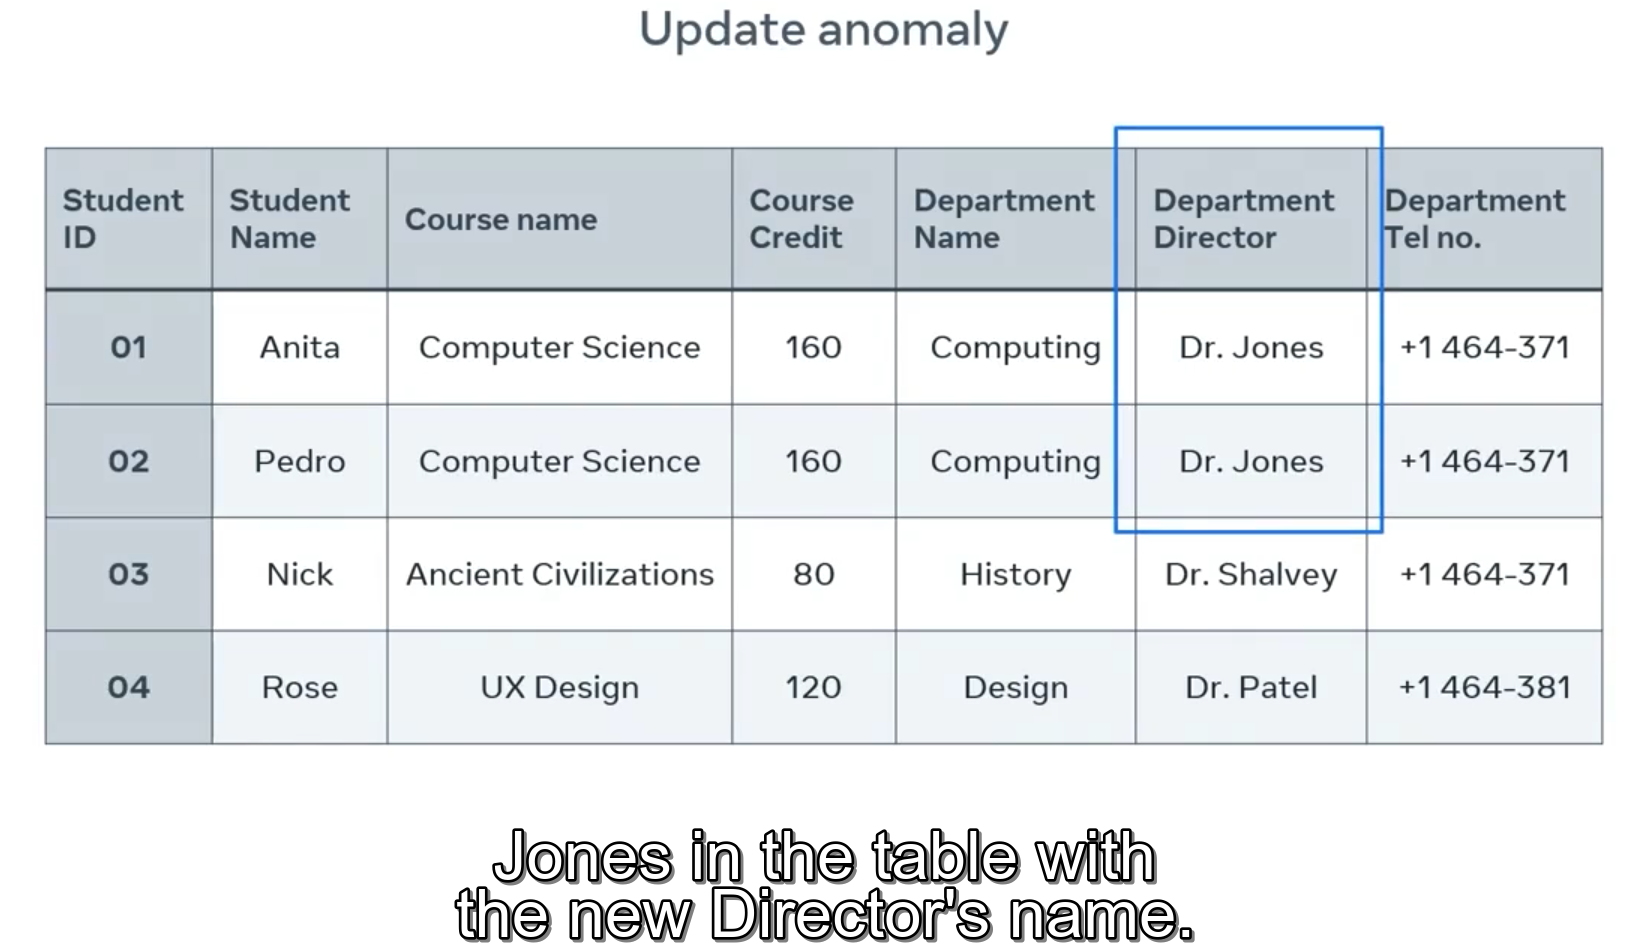 Update anomaly
Student ID Student Name Course name Course Credit Department Name Department Director Department Tel no.
01 Anita Computer Science 160 Computing Dr. Jones +1 464-371
02 Pedro Computer Science 160 Computing Dr. Jones +1 464-371
03 Nick Ancient Civilizations 80 History Dr. Shalvey +1 464-371
04 Rose UX Design 120 Design Dr. Patel +1 464-381
Jones in the table with
the new Director's name.